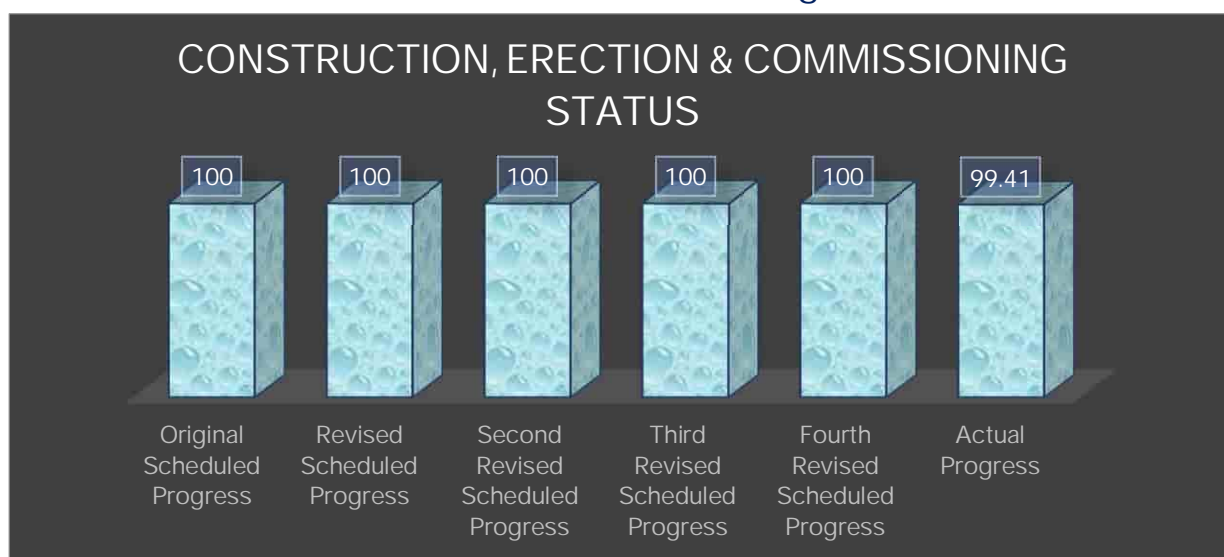 CONSTRUCTION, ERECTION & COMMISSIONING
STATUS
100 100 100 100 100 99.41
Original Scheduled Progress
Revised Scheduled Progress
Second Revised Scheduled Progress
Third Revised Scheduled Progress
Fourth Revised Scheduled Progress
Actual Progress